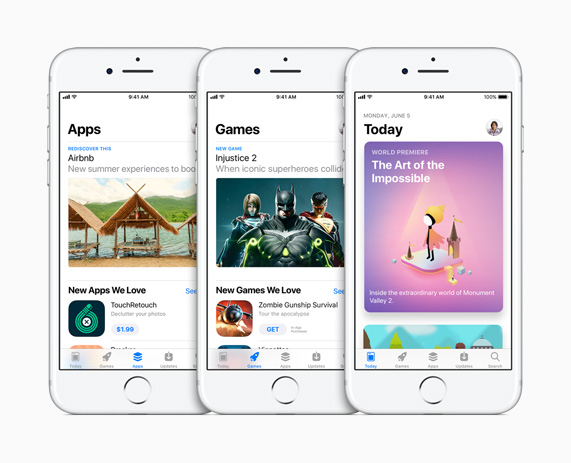 9:41 AM
10
Apps
REDISCOVER THIS
Airbnb
New summer experiences to boo
New Apps We Love
See
TouchRetouch
Declutter your photos
$1.99
Today
Games
Apps
Updates
9:41 AM
10
Games
NEW GAME
Injustice 2
When iconic superheroes collid
New Games We Love
See
Zombie Gunship Survival
Tour the apocalypse
GET
In-App
Purchases
Today
Games
Apps
Updates
9:41 AM
100%
MONDAY, JUNE 5
Today
WORLD PREMIERE
The Art of the
Impossible
Inside the extraordinary world of Monument
Valley 2.
Today
Games
Apps
Updates
Search